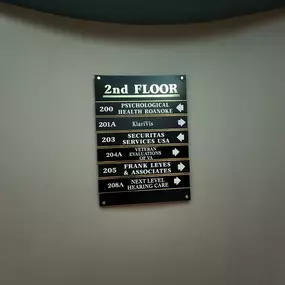 2nd FLOOR
200 PSYCHOLOGICAL
HEALTH ROANOKE
201A KlariVis
203 SECURITAS
SERVICES USA
204A VETERAN
EVALUATIONS
OF VA
205 FRANK LEYES
& ASSOCIATES
208A NEXT LEVEL
HEARING CARE